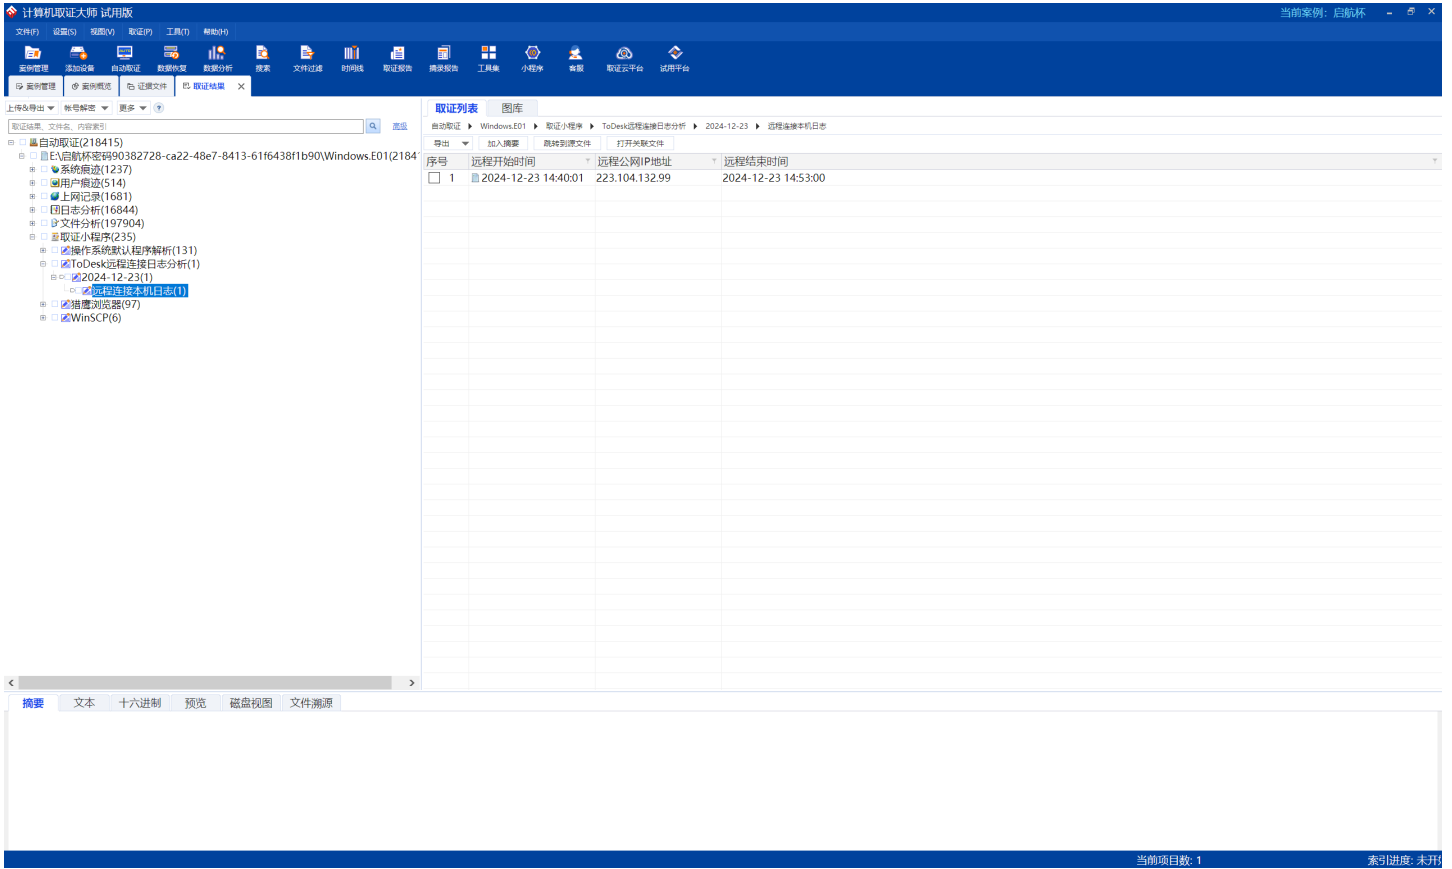 计算机取证大师 试用版
当前案例：启航杯
文件(F) 设置(S) 视图(V) 取证(P) 工具(T) 帮助(H)
案例管理 添加设备 自动取证 数据恢复 数据分析 搜索 文件过滤 时间线 取证报告 摘录报告 工具集 小程序 客服 取证云平台 试用平台
案例管理 案例概览 证据文件 取证结果
上传&导出 帐号解密 更多
取证结果、文件名、内容索引
高级
自动取证(218415)
E:\启航杯密码90382728-ca22-48e7-8413-61f6438f1b90\Windows.E01(2184
系统痕迹(1237)
用户痕迹(514)
上网记录(1681)
日志分析(16844)
文件分析(197904)
取证小程序(235)
操作系统默认程序解析(131)
ToDesk远程连接日志分析(1)
2024-12-23(1)
远程连接本机日志(1)
猎鹰浏览器(97)
WinSCP(6)
取证列表 图库
自动取证 Windows.E01 取证小程序 ToDesk远程连接日志分析 2024-12-23 远程连接本机日志
导出 加入摘要 跳转到源文件 打开关联文件
序号 远程开始时间 远程公网IP地址 远程结束时间
1 2024-12-23 14:40:01 223.104.132.99 2024-12-23 14:53:00
摘要 文本 十六进制 预览 磁盘视图 文件溯源
当前项目数: 1
索引进度: 未开